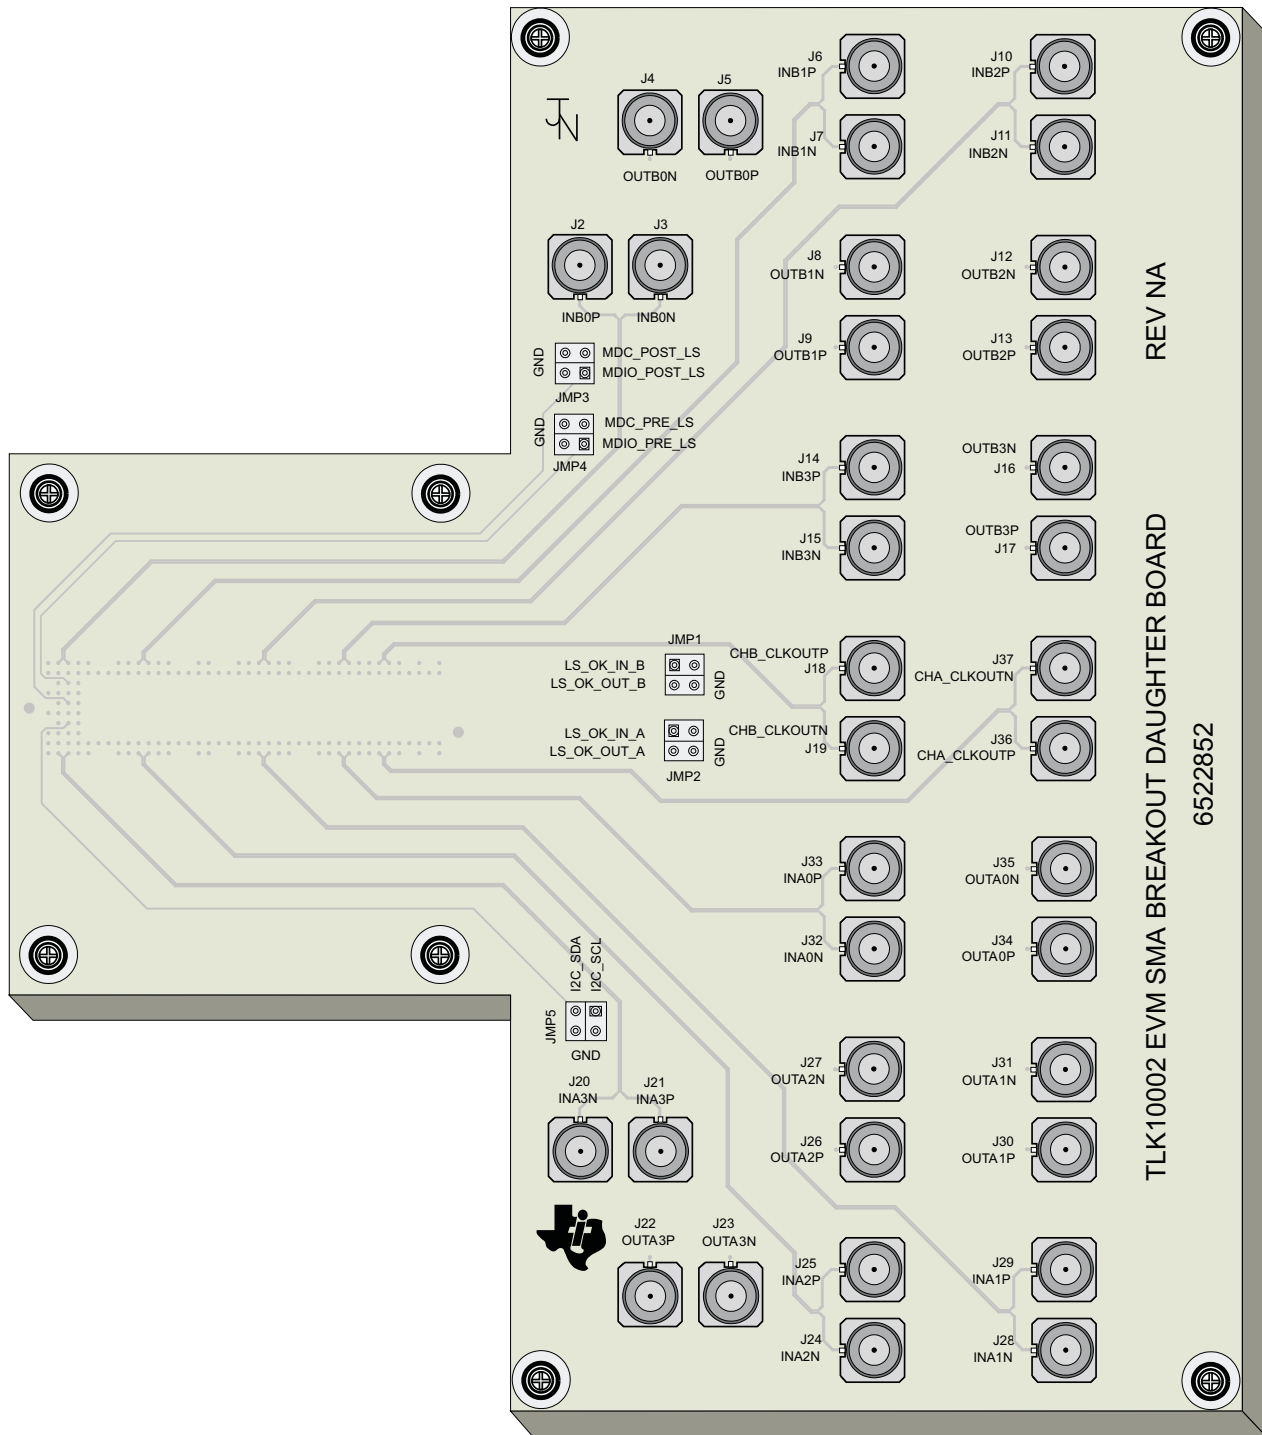 J6
INB1P
J10
INB2P
J4
J5
JN
J7
INB1N
J11
INB2N
OUTB0N
OUTB0P
J2
J3
J8
OUTB1N
J12
OUTB2N
INB0P
INB0N
J9
OUTB1P
J13
OUTB2P
GND
MDC_POST_LS
MDIO_POST_LS
JMP3
GND
MDC_PRE_LS
MDIO_PRE_LS
JMP4
J14
INB3P
OUTB3N
J16
J15
INB3N
OUTB3P
J17
JMP1
LS_OK_IN_B
LS_OK_OUT_B
GND
CHB_CLKOUTP
J18
J37
CHA_CLKOUTN
LS_OK_IN_A
LS_OK_OUT_A
GND
JMP2
CHB_CLKOUTN
J19
J36
CHA_CLKOUTP
J33
INA0P
J35
OUTA0N
J32
INA0N
J34
OUTA0P
I2C_SDA
I2C_SCL
JMP5
GND
J27
OUTA2N
J31
OUTA1N
J20
INA3N
J21
INA3P
J26
OUTA2P
J30
OUTA1P
J22
OUTA3P
J23
OUTA3N
J25
INA2P
J29
INA1P
J24
INA2N
J28
INA1N
TLK10002 EVM SMA BREAKOUT DAUGHTER BOARD
REV NA
6522852